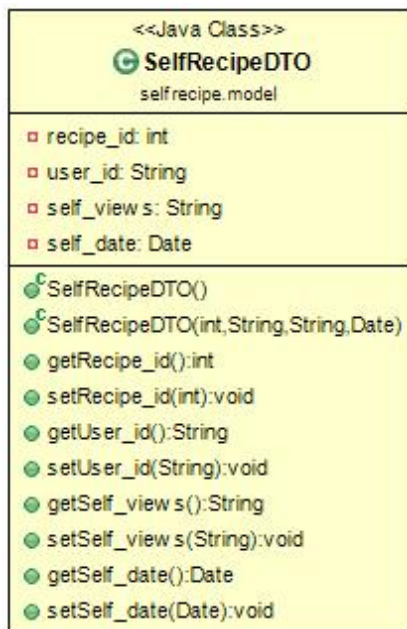 <<Java Class>>
SelfRecipeDTO
selfrecipe.model
recipe_id: int
user_id: String
self_views: String
self_date: Date
SelfRecipeDTO()
SelfRecipeDTO(int,String,String,Date)
getRecipe_id():int
setRecipe_id(int):void
getUser_id():String
setUser_id(String):void
getSelf_views():String
setSelf_views(String):void
getSelf_date():Date
setSelf_date(Date):void